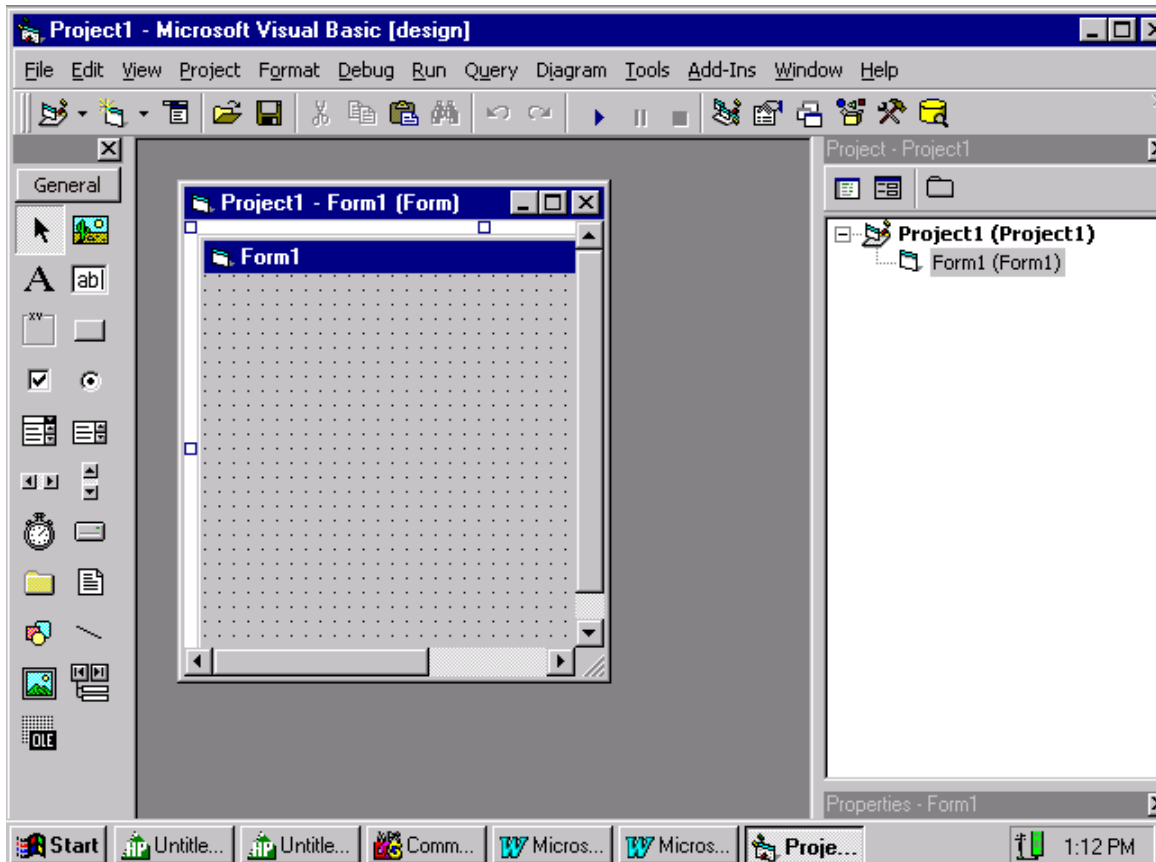 Project1 - Microsoft Visual Basic [design]
File Edit View Project Format Debug Run Query Diagram Tools Add-Ins Window Help
General
Project1 - Form1 (Form)
Form1
A
ab
XV
OLE
Project - Project1
Project1 (Project1)
Form1 (Form1)
Properties - Form1
Start Untitle... Untitle... Comm... Micros... Micros... Proje... 1:12 PM